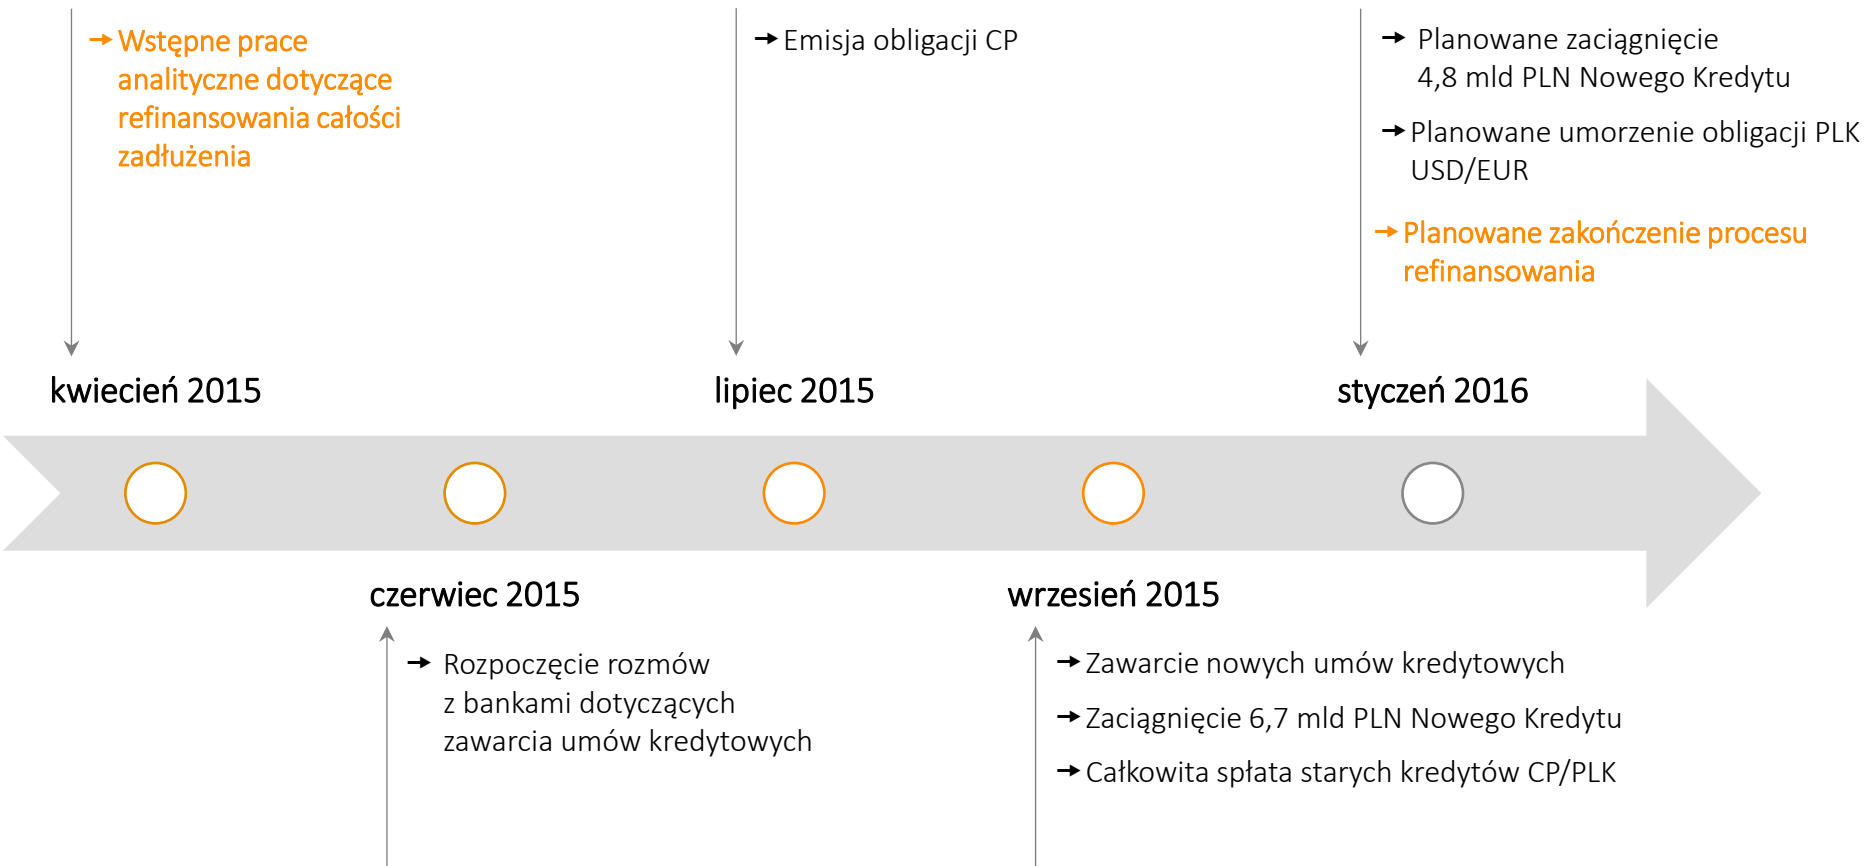 → Wstępne prace
analityczne dotyczące
refinansowania całości
zadłużenia
kwiecień 2015
→ Emisja obligacji CP
lipiec 2015
→ Planowane zaciągnięcie
4,8 mld PLN Nowego Kredytu
→ Planowane umorzenie obligacji PLK
USD/EUR
→ Planowane zakończenie procesu
refinansowania
styczeń 2016
czerwiec 2015
→ Rozpoczęcie rozmów
z bankami dotyczących
zawarcia umów kredytowych
wrzesień 2015
→ Zawarcie nowych umów kredytowych
→ Zaciągnięcie 6,7 mld PLN Nowego Kredytu
→ Całkowita spłata starych kredytów CP/PLK